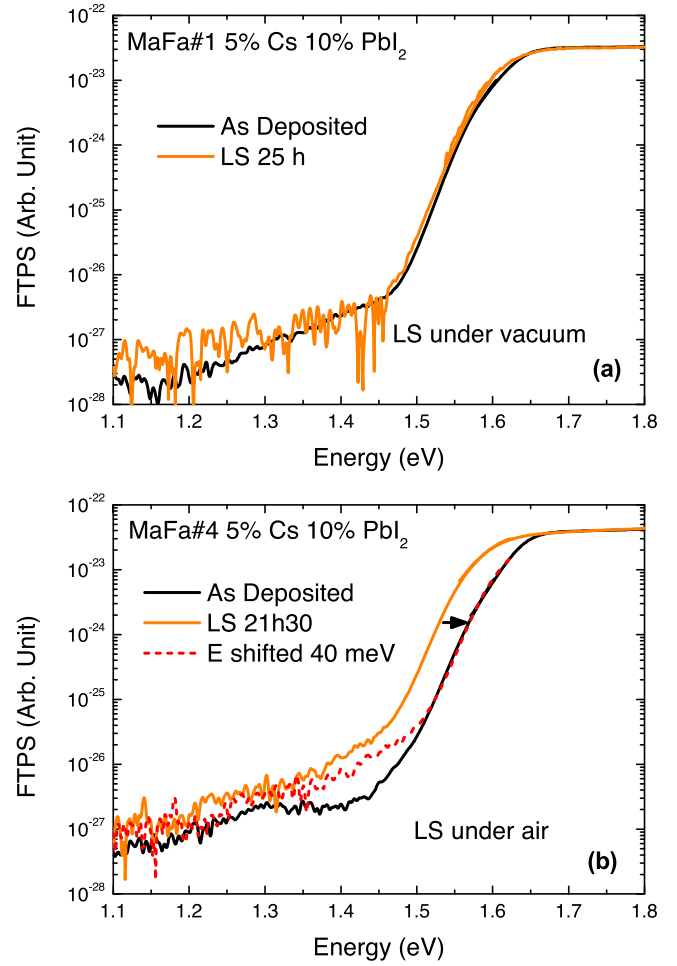 10^-22
MaFa#1 5% Cs 10% PbI₂
10^-23
As Deposited
10^-24
LS 25 h
FTPS (Arb. Unit)
10^-25
10^-26
10^-27
LS under vacuum
(a)
10^-28
1.1 1.2 1.3 1.4 1.5 1.6 1.7 1.8
Energy (eV)
10^-22
MaFa#4 5% Cs 10% PbI₂
10^-23
As Deposited
LS 21h30
10^-24
E shifted 40 meV
FTPS (Arb. Unit)
10^-25
10^-26
10^-27
LS under air
(b)
10^-28
1.1 1.2 1.3 1.4 1.5 1.6 1.7 1.8
Energy (eV)